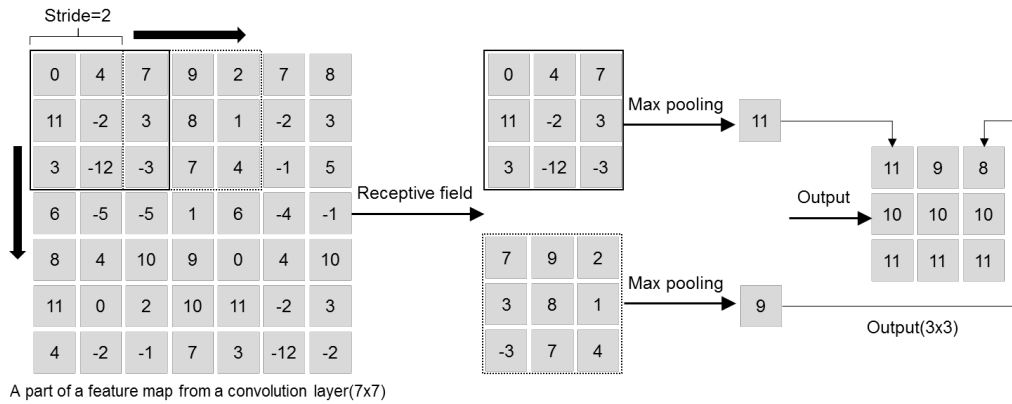 Stride=2
0 4 7 9 2 7 8
11 -2 3 8 1 -2 3
3 -12 -3 7 4 -1 5
6 -5 -5 1 6 -4 -1
8 4 10 9 0 4 10
11 0 2 10 11 -2 3
4 -2 -1 7 3 -12 -2
A part of a feature map from a convolution layer(7x7)
Receptive field
0 4 7
11 -2 3
3 -12 -3
Max pooling
11
7 9 2
3 8 1
-3 7 4
Max pooling
9
Output
11 9 8
10 10 10
11 11 11
Output(3x3)